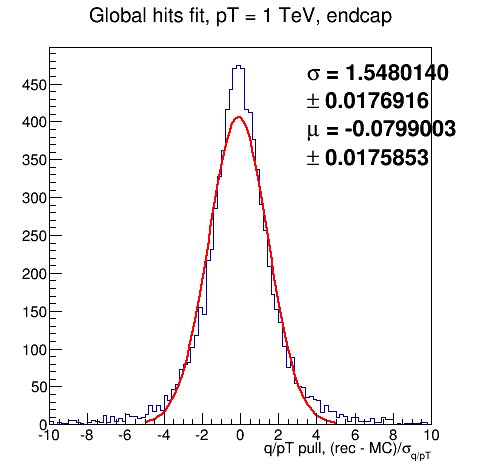 Global hits fit, pT = 1 TeV, endcap
σ = 1.5480140
± 0.0176916
μ = -0.0799003
± 0.0175853
450
400
350
300
250
200
150
100
50
0
-10 -8 -6 -4 -2 0 2 4 6 8 10
q/pT pull, (rec - MC)/σq/pT